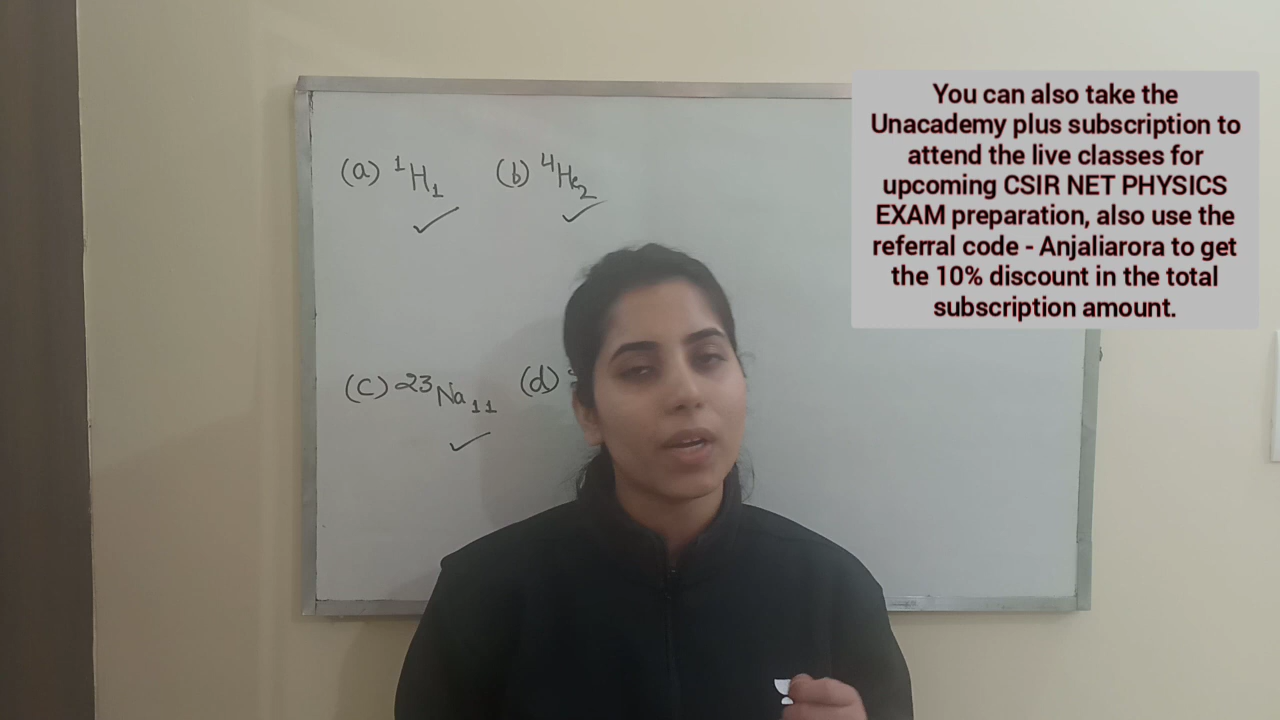 You can also take the
Unacademy plus subscription to
attend the live classes for
upcoming CSIR NET PHYSICS
EXAM preparation, also use the
referral code - Anjaliarora to get
the 10% discount in the total
subscription amount.
(a) ¹H₁ (b) ⁴He₂
(c) ²³Na₁₁ (d)